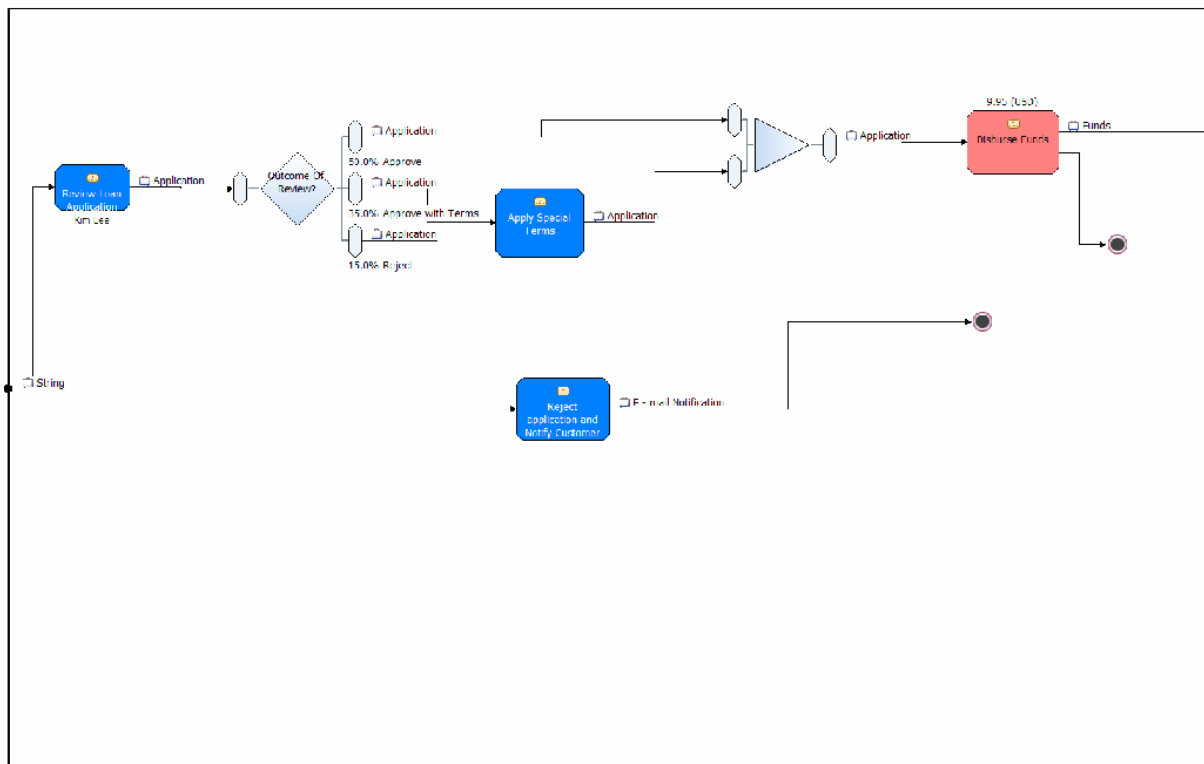 9.95 (USD)
Application
Funds
Application
Disburse Funds
50.0% Approve
Outcome Of
Review?
Application
Application
Review Loan
Application
Kim Lee
35.0% Approve with Terms
Apply Special
Terms
Application
Application
15.0% Reject
String
Reject
application and
Notify Customer
E - mail Notification